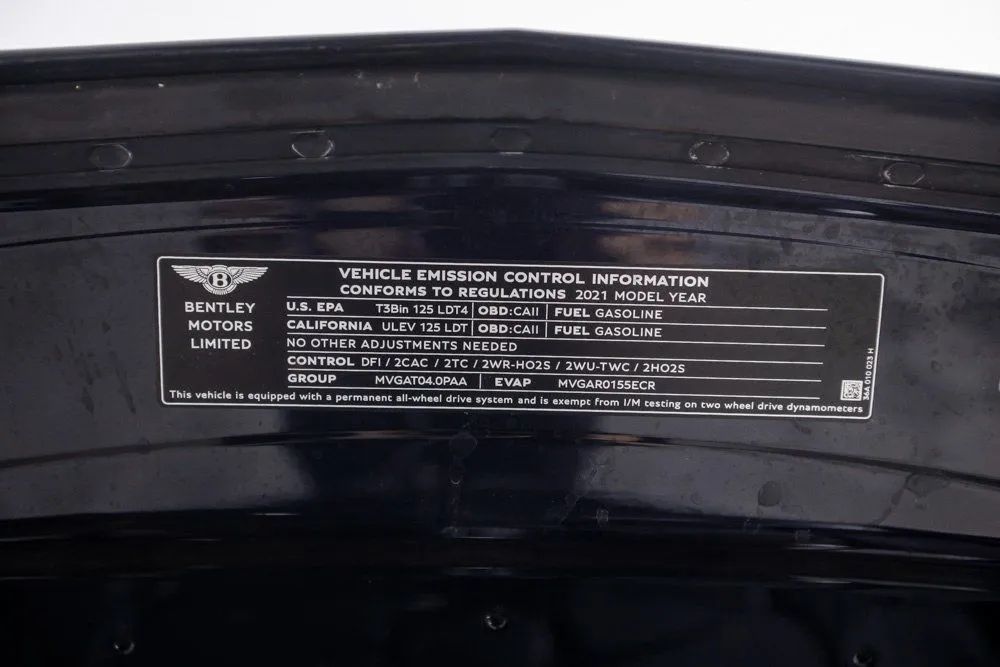 B
BENTLEY
MOTORS
LIMITED
VEHICLE EMISSION CONTROL INFORMATION
CONFORMS TO REGULATIONS 2021 MODEL YEAR
U.S. EPA T3Bin 125 LDT4 OBD:CAII FUEL GASOLINE
CALIFORNIA ULEV 125 LDT OBD:CAII FUEL GASOLINE
NO OTHER ADJUSTMENTS NEEDED
CONTROL DFI / 2CAC / 2TC / 2WR-HO2S / 2WU-TWC / 2HO2S
GROUP MVGAT04.0PAA EVAP MVGAR0155ECR
This vehicle is equipped with a permanent all-wheel drive system and is exempt from I/M testing on two wheel drive dynamometers
36A 010 023 H